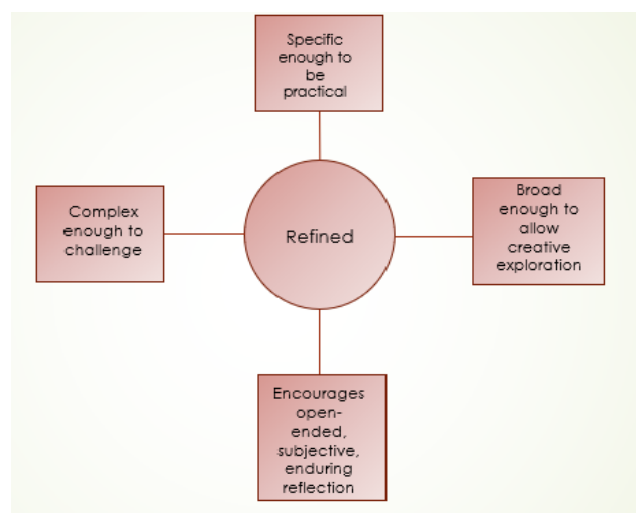 Specific
enough to
be
practical
Complex
enough to
challenge
Refined
Broad
enough to
allow
creative
exploration
Encourages
open-
ended,
subjective,
enduring
reflection